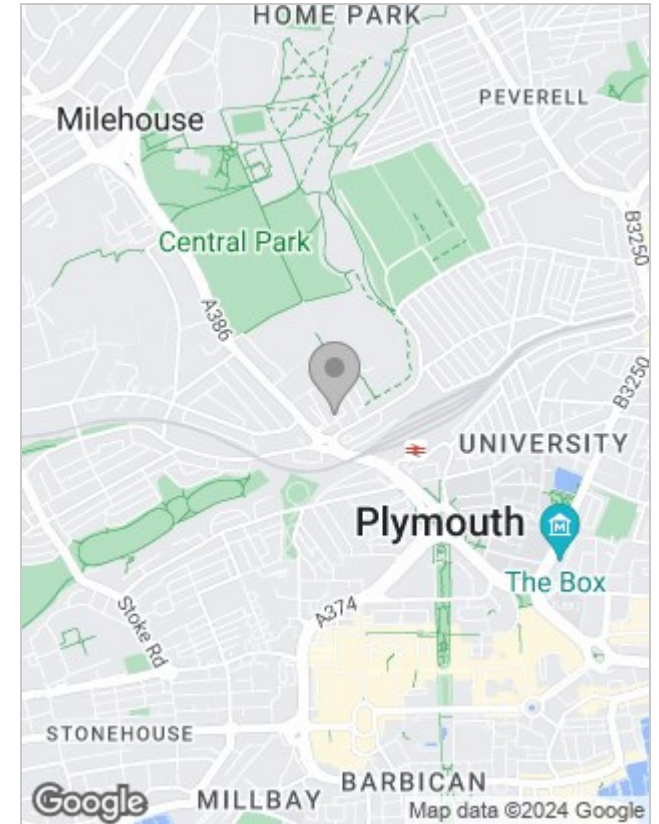 HOME PARK
PEVERELL
Milehouse
Central Park
B3250
A386
B3250
UNIVERSITY
Plymouth
M
The Box
A374
Stoke Rd
STONEHOUSE
BARBICAN
MILLBAY
Google
Map data ©2024 Google